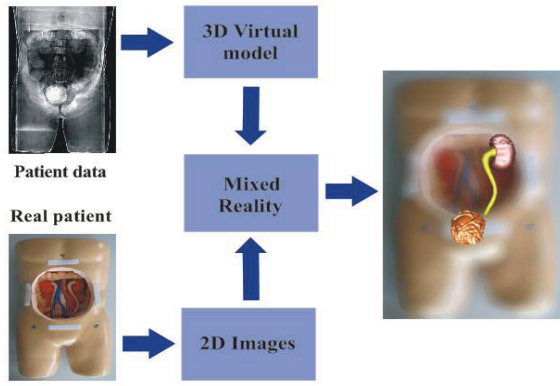 3D Virtual
model
Patient data
Mixed
Reality
Real patient
2D Images